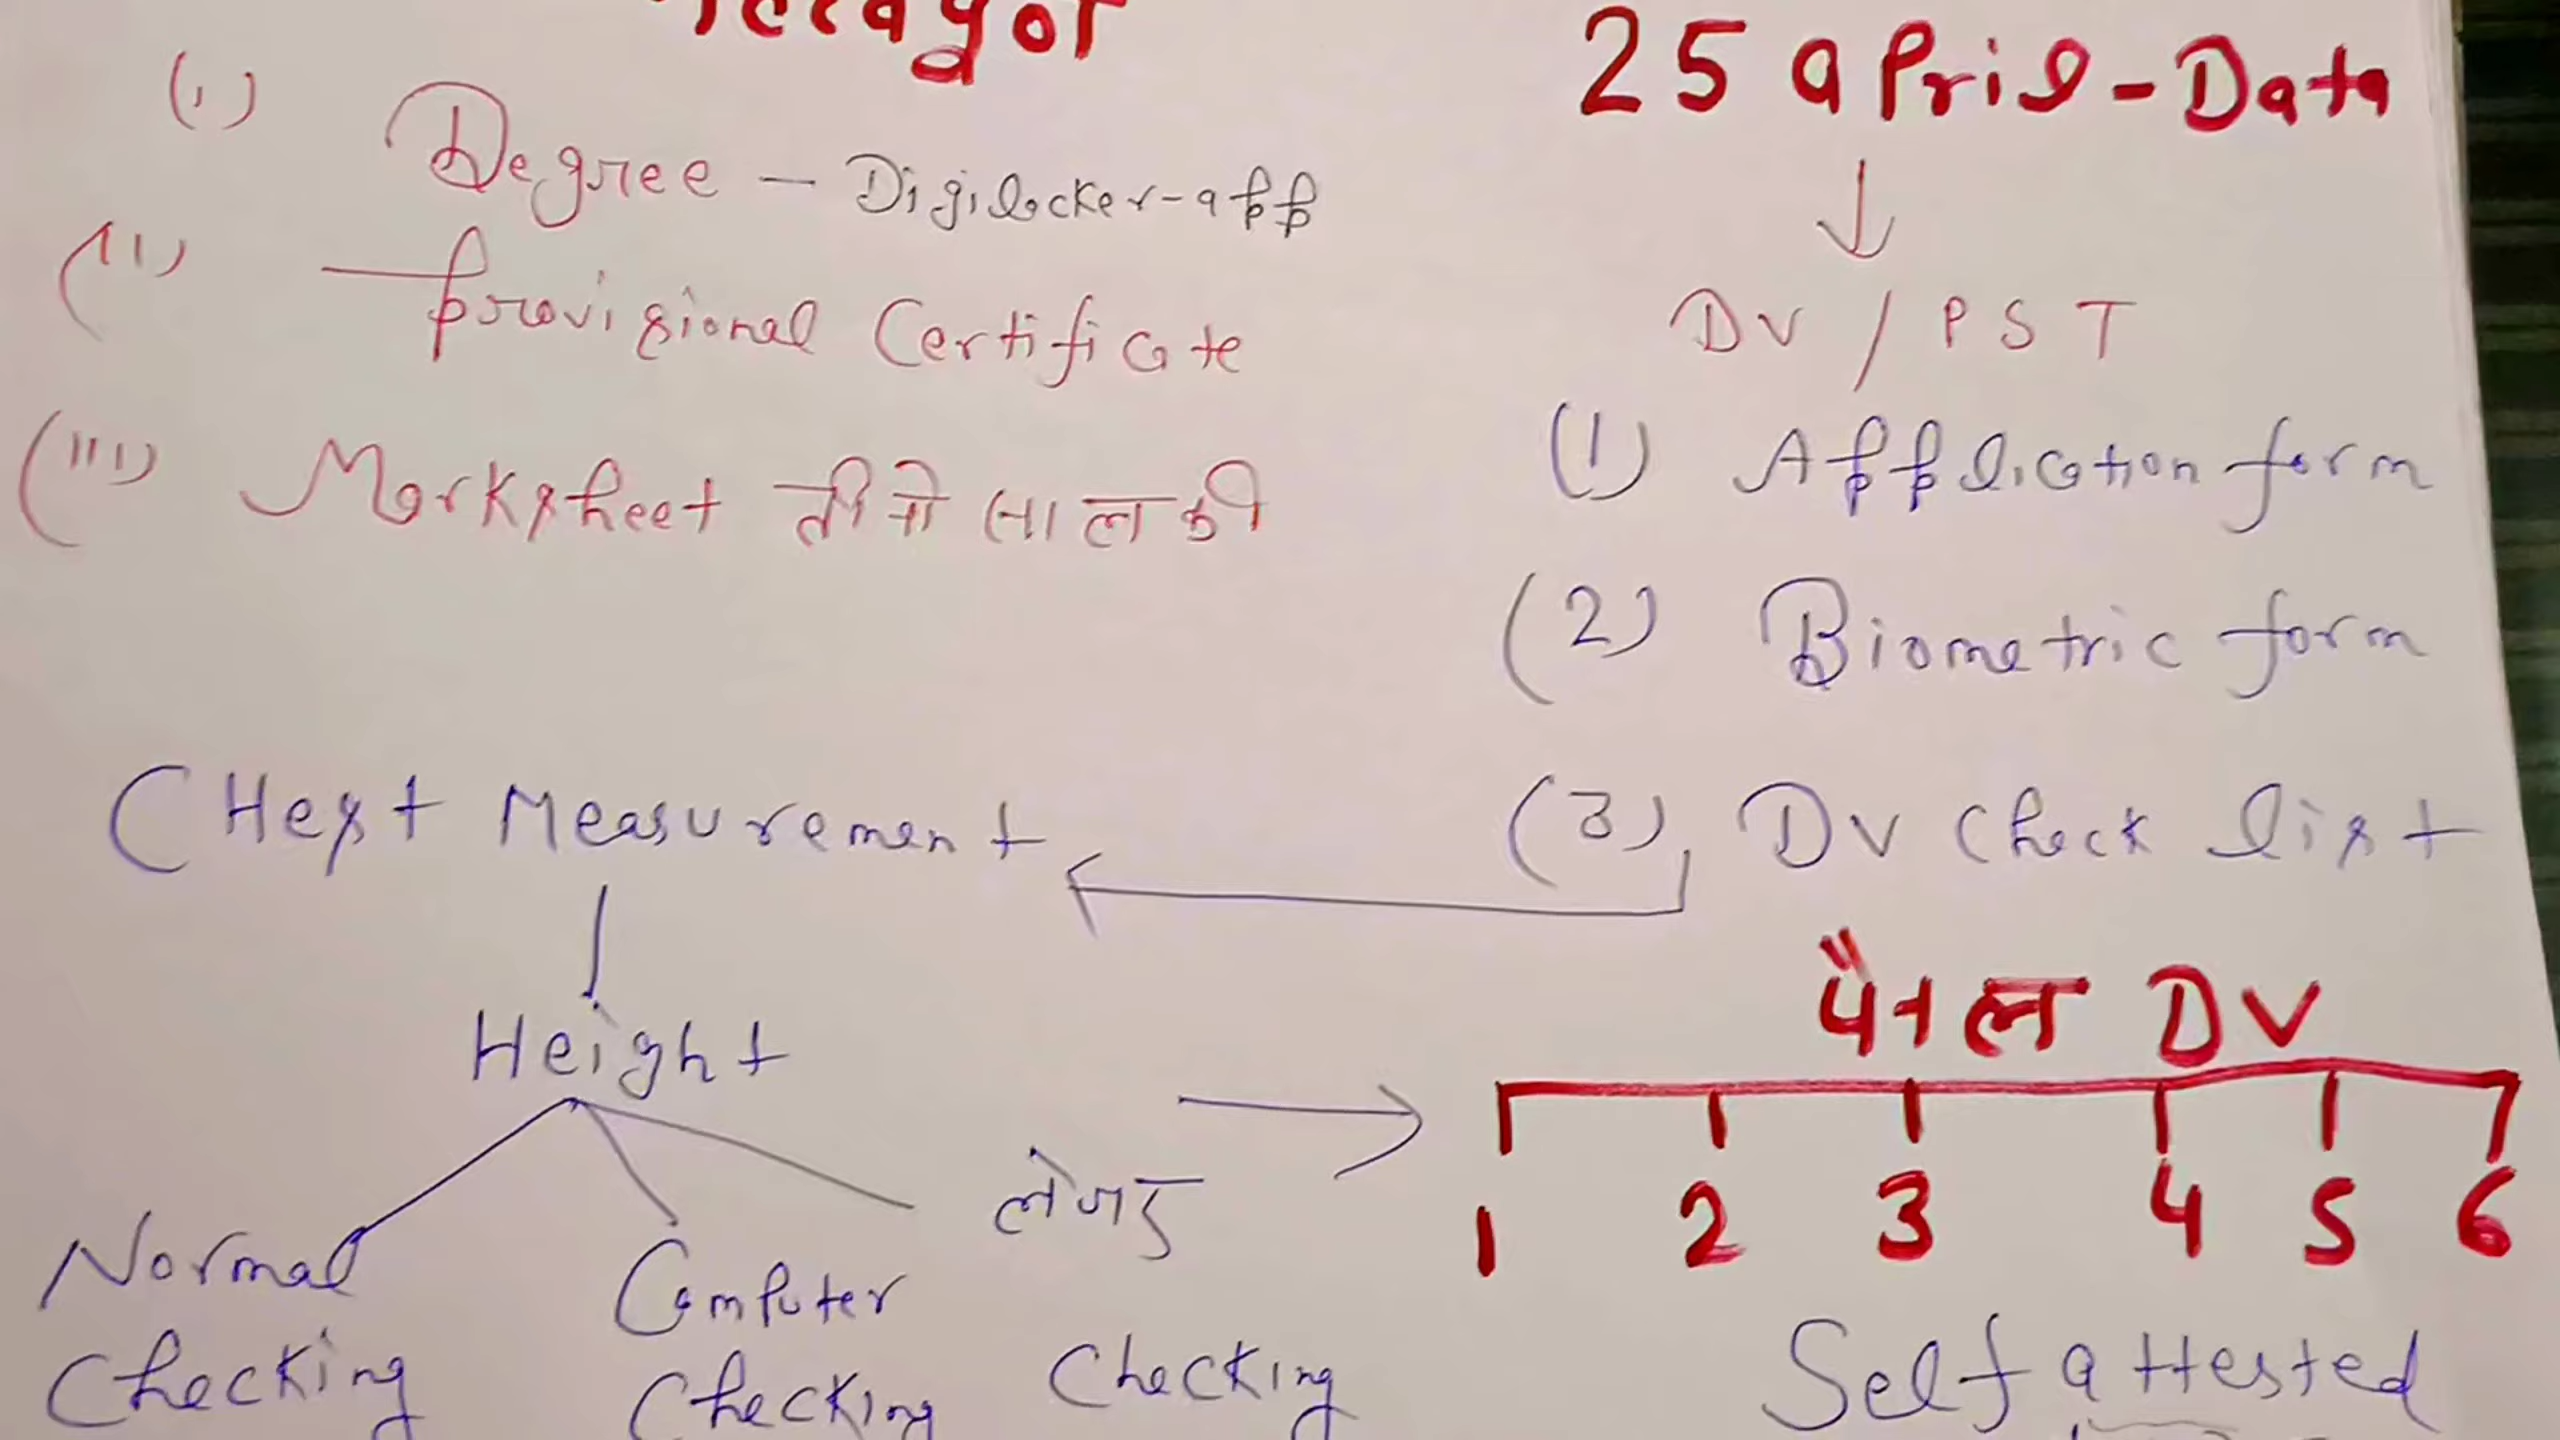 25 April - Data
(i) Degree - Digilocker-app
(ii) Provisional Certificate
(iii) Marksheet तीनो साल की
DV / PST
(1) Application form
(2) Biometric form
(3) DV check list
CHest Measurement
Height
Normal Checking
Computer Checking
लेजर Checking
पैनल DV
1 2 3 4 5 6
Self attested